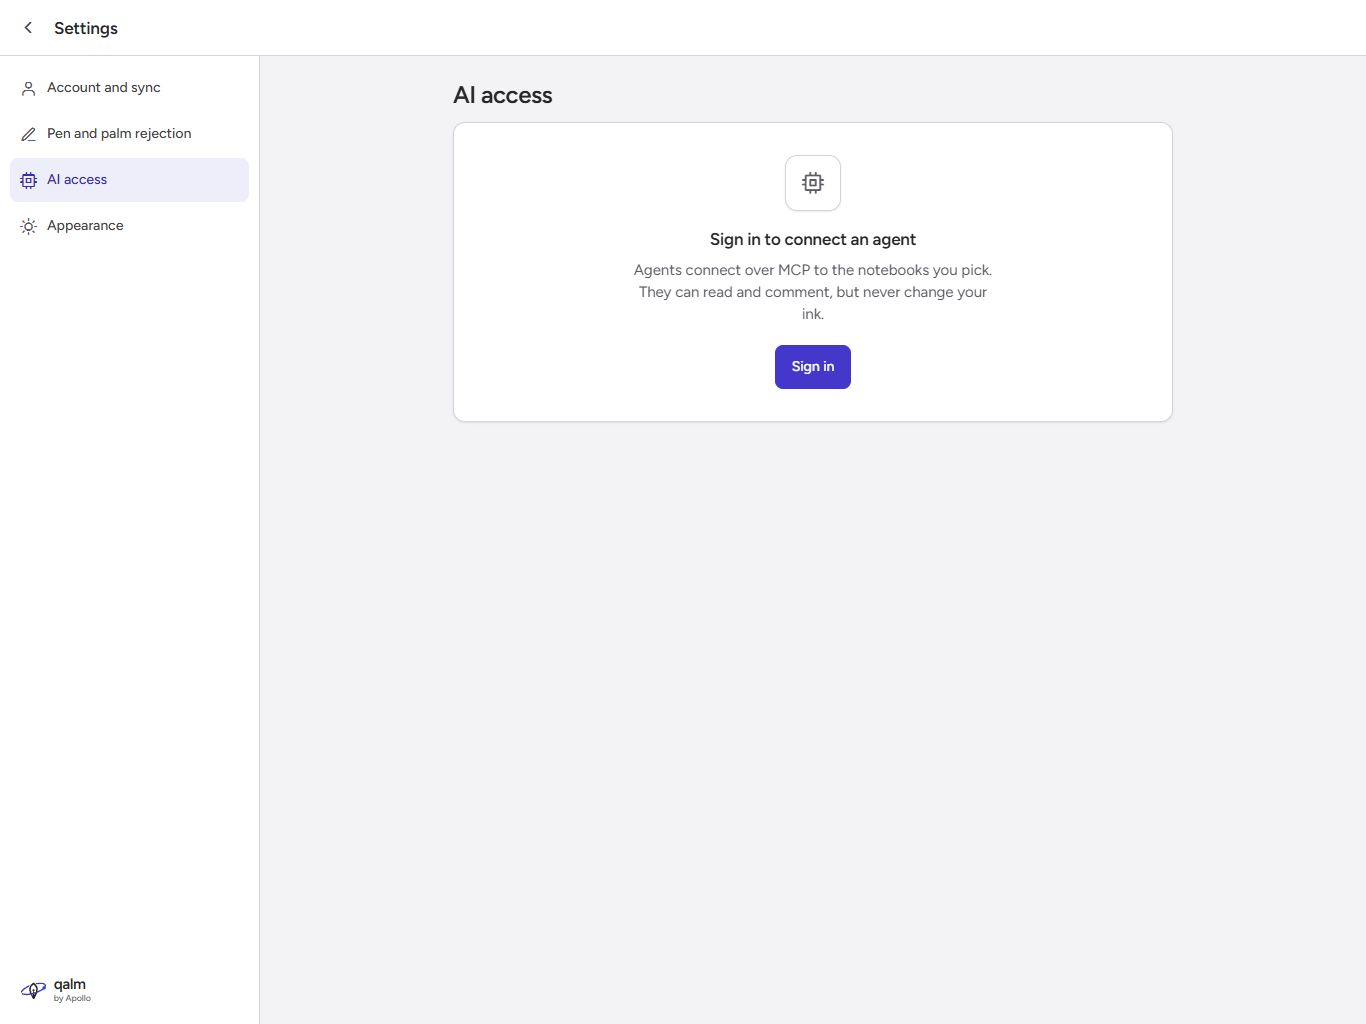 Settings
Account and sync
Pen and palm rejection
AI access
Appearance
AI access
Sign in to connect an agent
Agents connect over MCP to the notebooks you pick.
They can read and comment, but never change your
ink.
Sign in
qalm
by Apollo